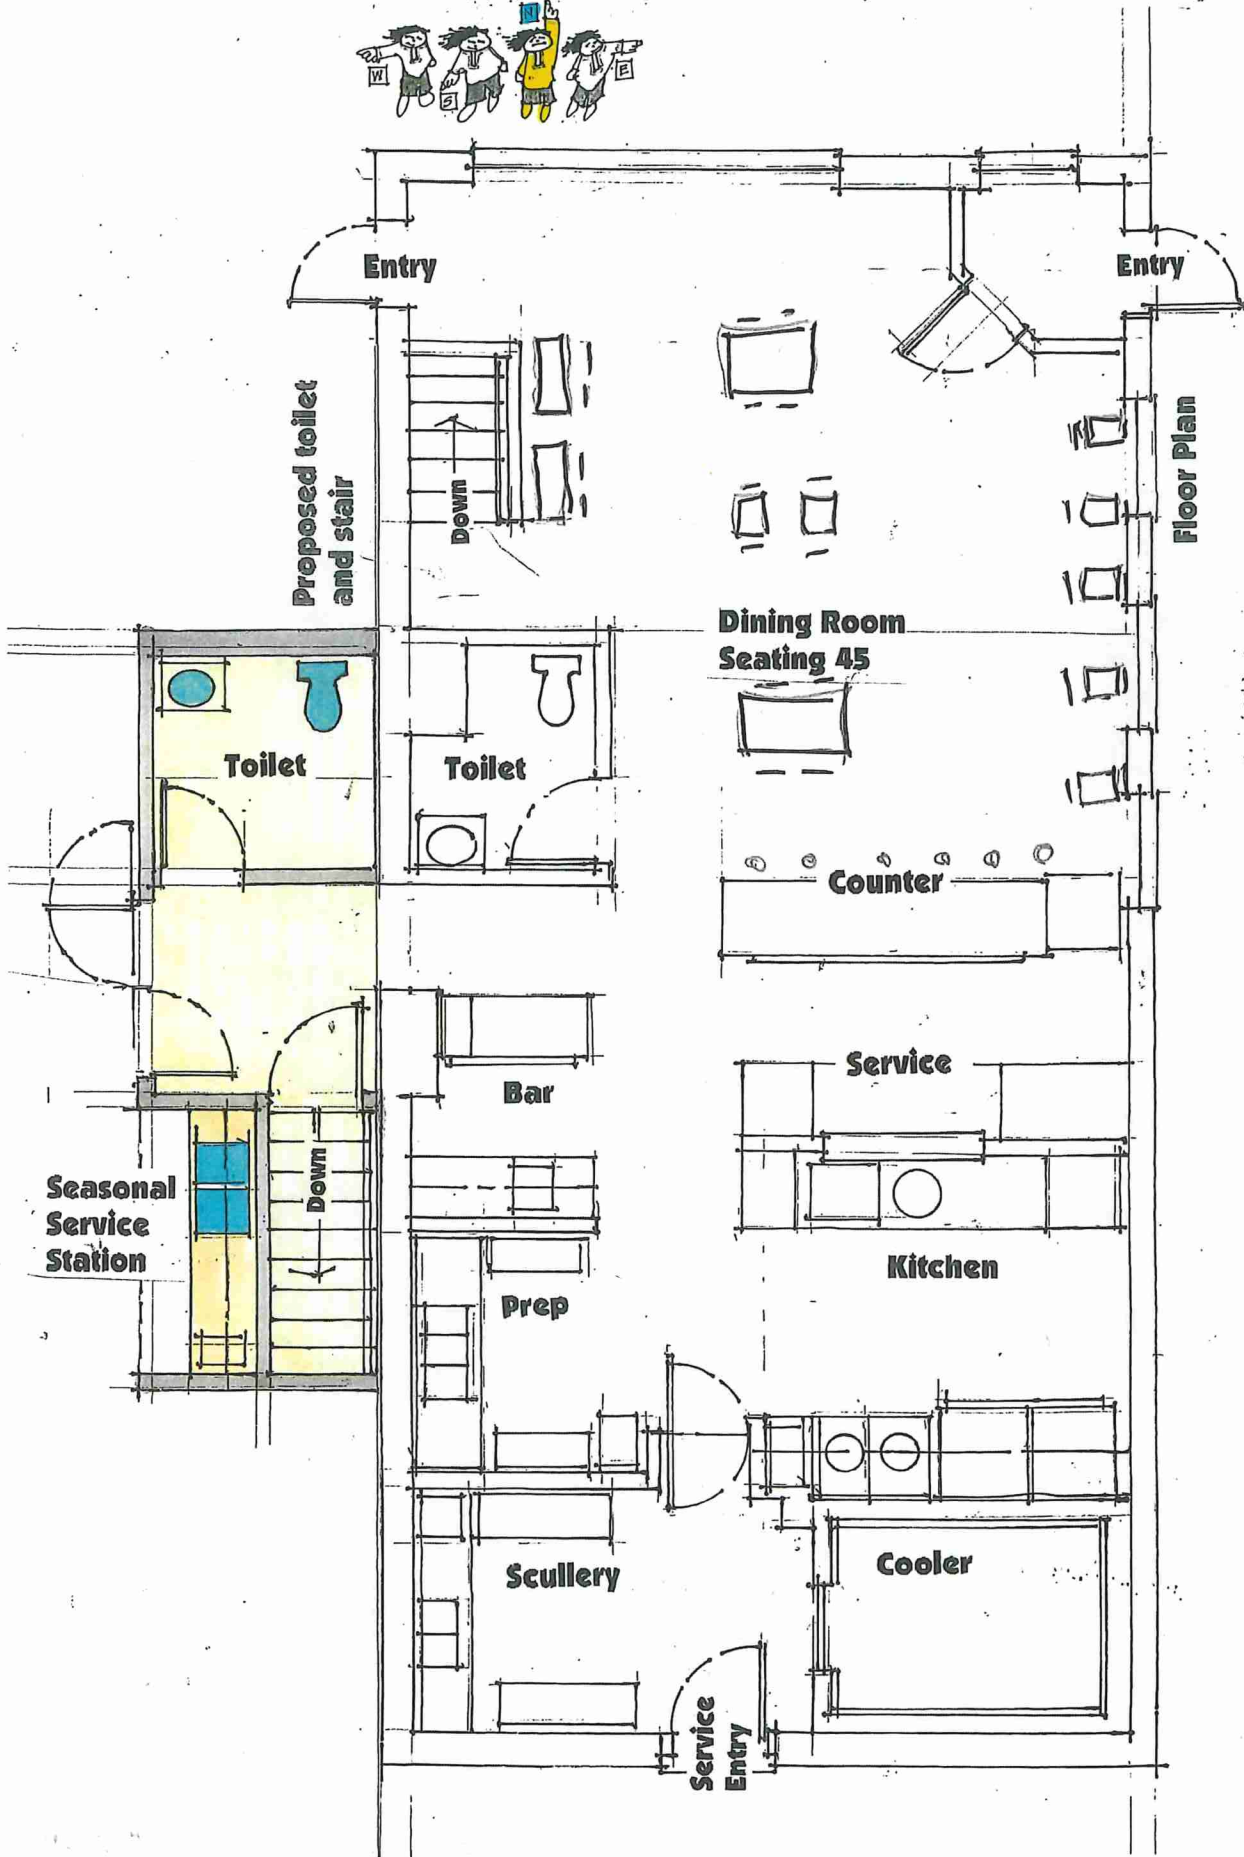 N
W
S
E
Entry
Entry
Proposed toilet
and stair
Down
Floor Plan
Dining Room
Seating 45
Toilet
Toilet
Counter
Service
Bar
Down
Seasonal
Service
Station
Kitchen
Prep
Scullery
Cooler
Service
Entry